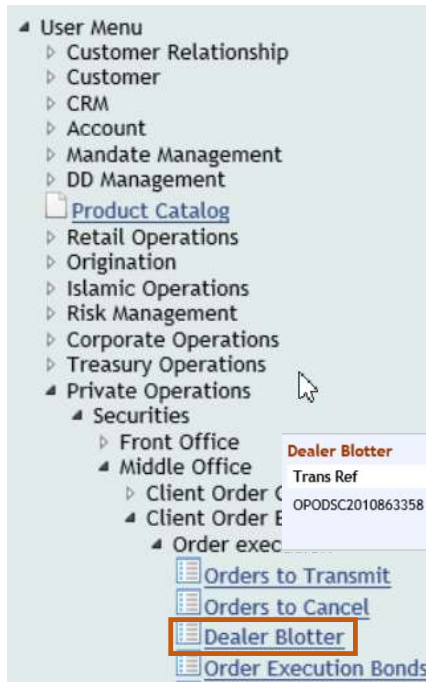 User Menu
Customer Relationship
Customer
CRM
Account
Mandate Management
DD Management
Product Catalog
Retail Operations
Origination
Islamic Operations
Risk Management
Corporate Operations
Treasury Operations
Private Operations
Securities
Front Office
Middle Office
Client Order
Client Order
Order exec
Orders to Transmit
Orders to Cancel
Dealer Blotter
Order Execution Bonds
Dealer Blotter
Trans Ref
OPODSC2010863358